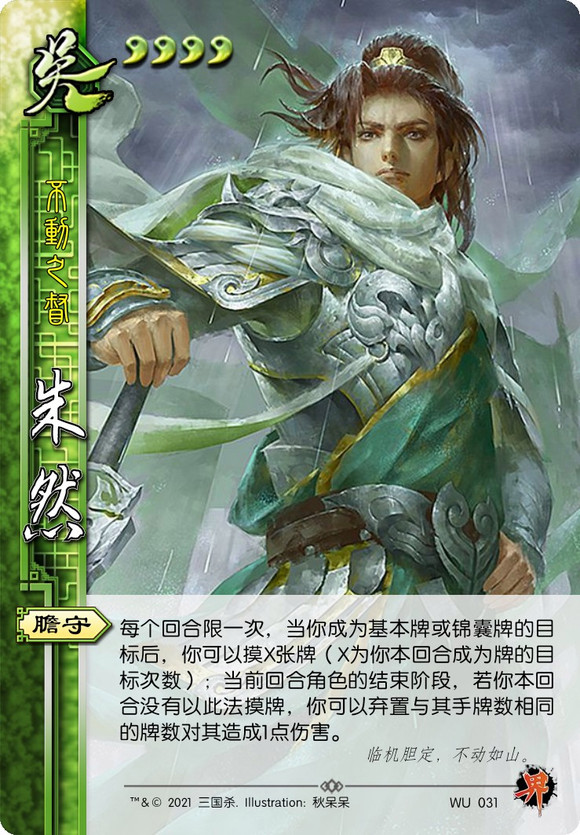 吴
不動之督
朱然
膽守
每个回合限一次，当你成为基本牌或锦囊牌的目
标后，你可以摸X张牌（X为你本回合成为牌的目
标次数）；当前回合角色的结束阶段，若你本回
合没有以此法摸牌，你可以弃置与其手牌数相同
的牌数对其造成1点伤害。
临机胆定，不动如山。
™&© 2021 三国杀. Illustration: 秋呆呆
WU 031
界